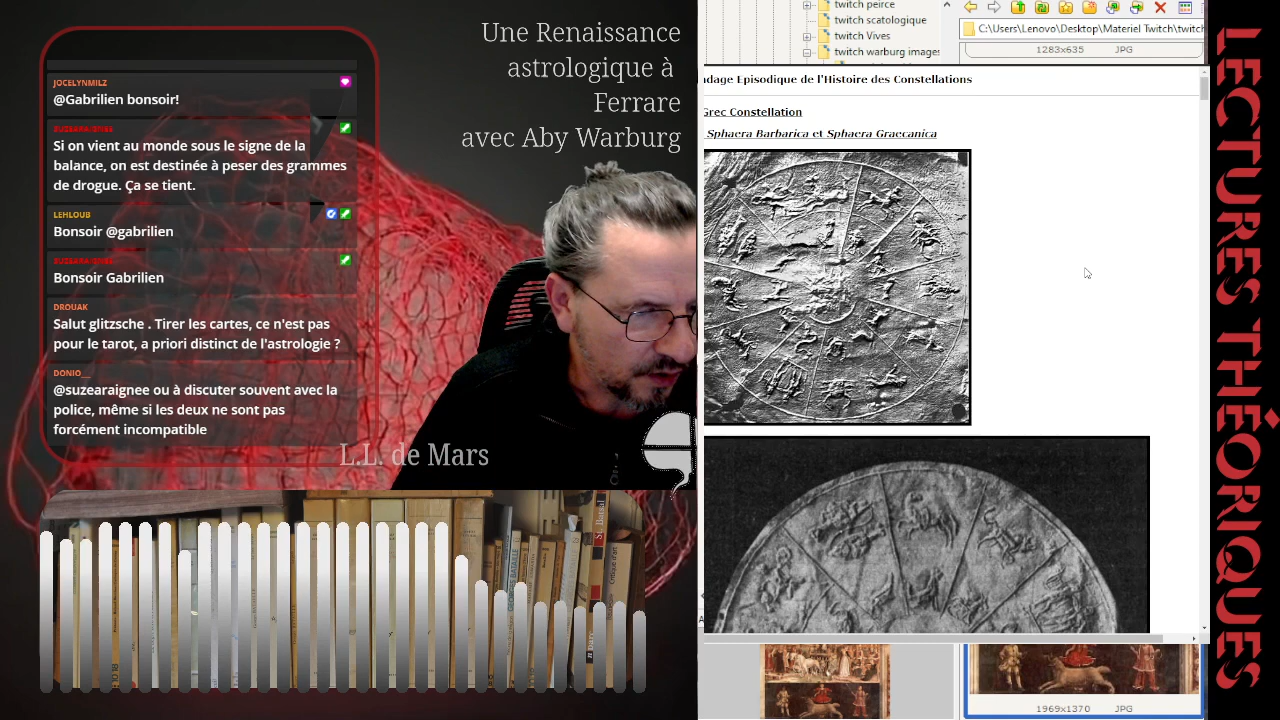 Une Renaissance
astrologique à
Ferrare
avec Aby Warburg
JOCELYNMILZ
@Gabrilien bonsoir!
SUZEARAIGNEE
Si on vient au monde sous le signe de la
balance, on est destinée à peser des grammes
de drogue. Ça se tient.
LEHLOUB
Bonsoir @gabrilien
SUZEARAIGNEE
Bonsoir Gabrilien
DROUAK
Salut glitzsche . Tirer les cartes, ce n'est pas
pour le tarot, a priori distinct de l'astrologie ?
DONIO__
@suzearaignee ou à discuter souvent avec la
police, même si les deux ne sont pas
forcément incompatible
L.L. de Mars
twitch peirce
twitch scatologique
twitch Vives
twitch warburg images
C:\Users\Lenovo\Desktop\Materiel Twitch\twitch
1283x635 JPG
dage Episodique de l'Histoire des Constellations
Grec Constellation
Sphaera Barbarica et Sphaera Graecanica
1969x1370 JPG
LECTURES THÉORIQUES